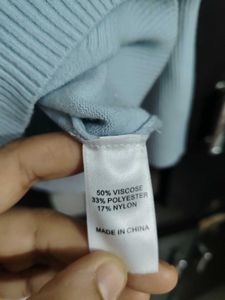 50% VISCOSE
33% POLYESTER
17% NYLON
MADE IN CHINA